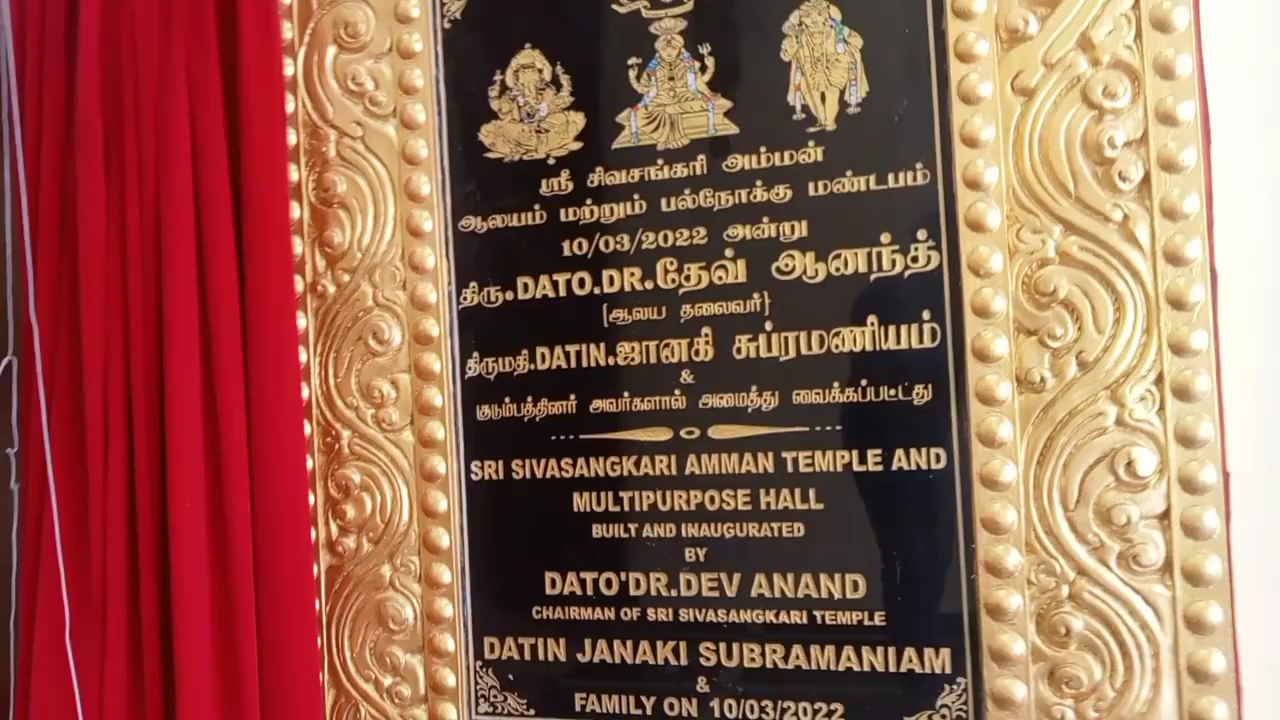 ஸ்ரீ சிவசங்கரி அம்மன்
ஆலயம் மற்றும் பல்நோக்கு மண்டபம்
10/03/2022 அன்று
திரு.DATO.DR.தேவ் ஆனந்த்
(ஆலய தலைவர்)
திருமதி.DATIN.ஜானகி சுப்ரமணியம்
&
குடும்பத்தினர் அவர்களால் அமைத்து வைக்கப்பட்டது
SRI SIVASANGKARI AMMAN TEMPLE AND
MULTIPURPOSE HALL
BUILT AND INAUGURATED
BY
DATO'DR.DEV ANAND
CHAIRMAN OF SRI SIVASANGKARI TEMPLE
DATIN JANAKI SUBRAMANIAM
&
FAMILY ON 10/03/2022